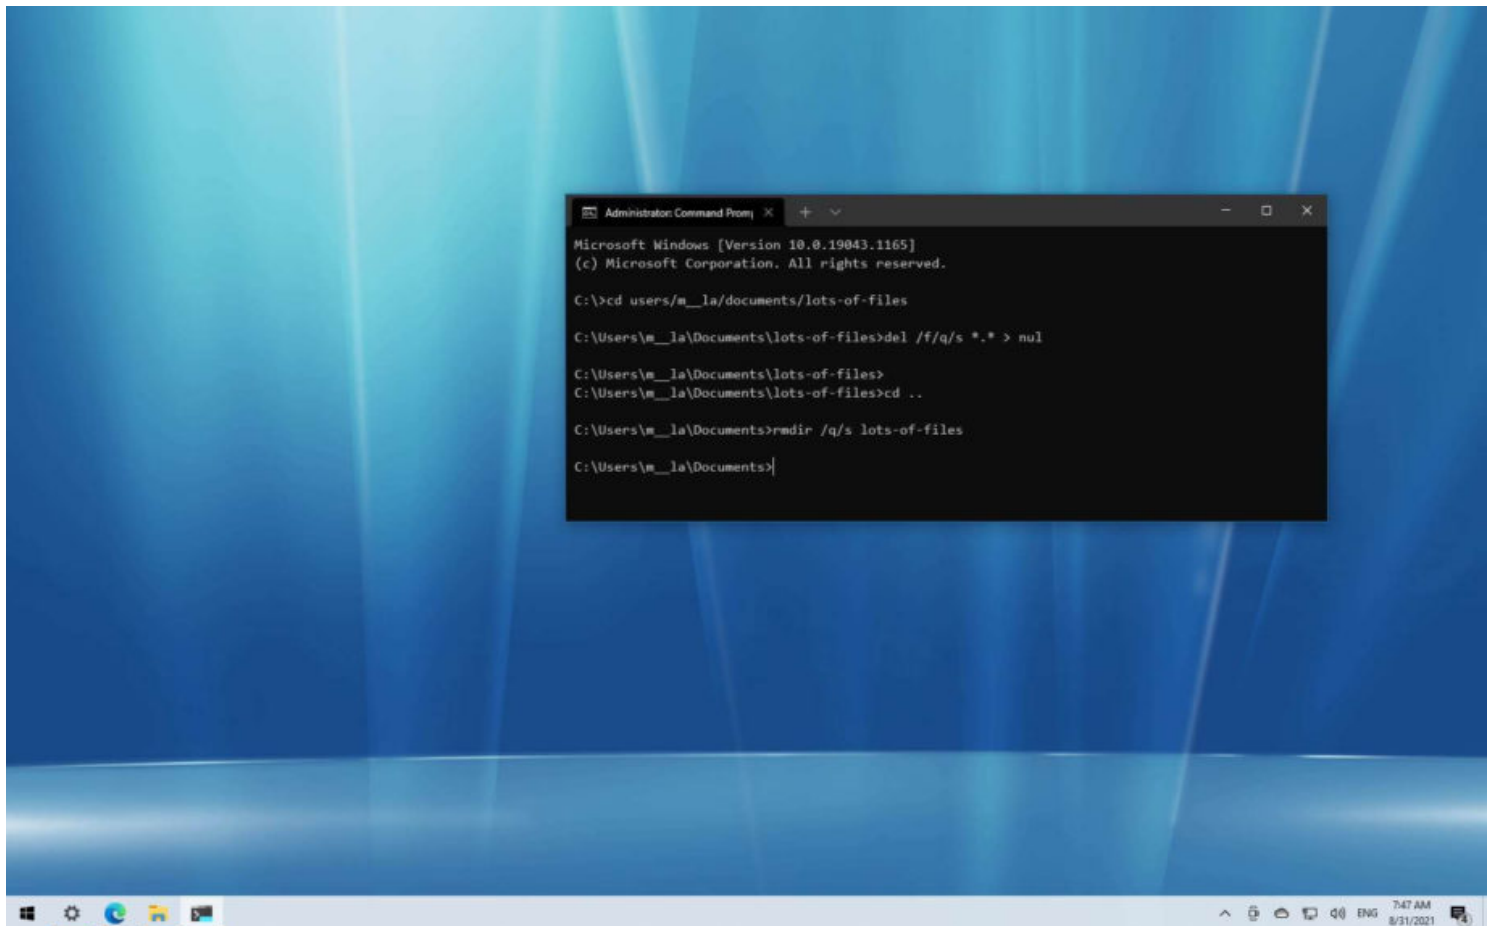 Administrator: Command Prom
Microsoft Windows [Version 10.0.19043.1165]
(c) Microsoft Corporation. All rights reserved.
C:\>cd users/m__la/documents/lots-of-files
C:\Users\m__la\Documents\lots-of-files>del /f/q/s *.* > nul
C:\Users\m__la\Documents\lots-of-files>
C:\Users\m__la\Documents\lots-of-files>cd ..
C:\Users\m__la\Documents>rmdir /q/s lots-of-files
C:\Users\m__la\Documents>
ENG
7:47 AM
8/31/2021
4